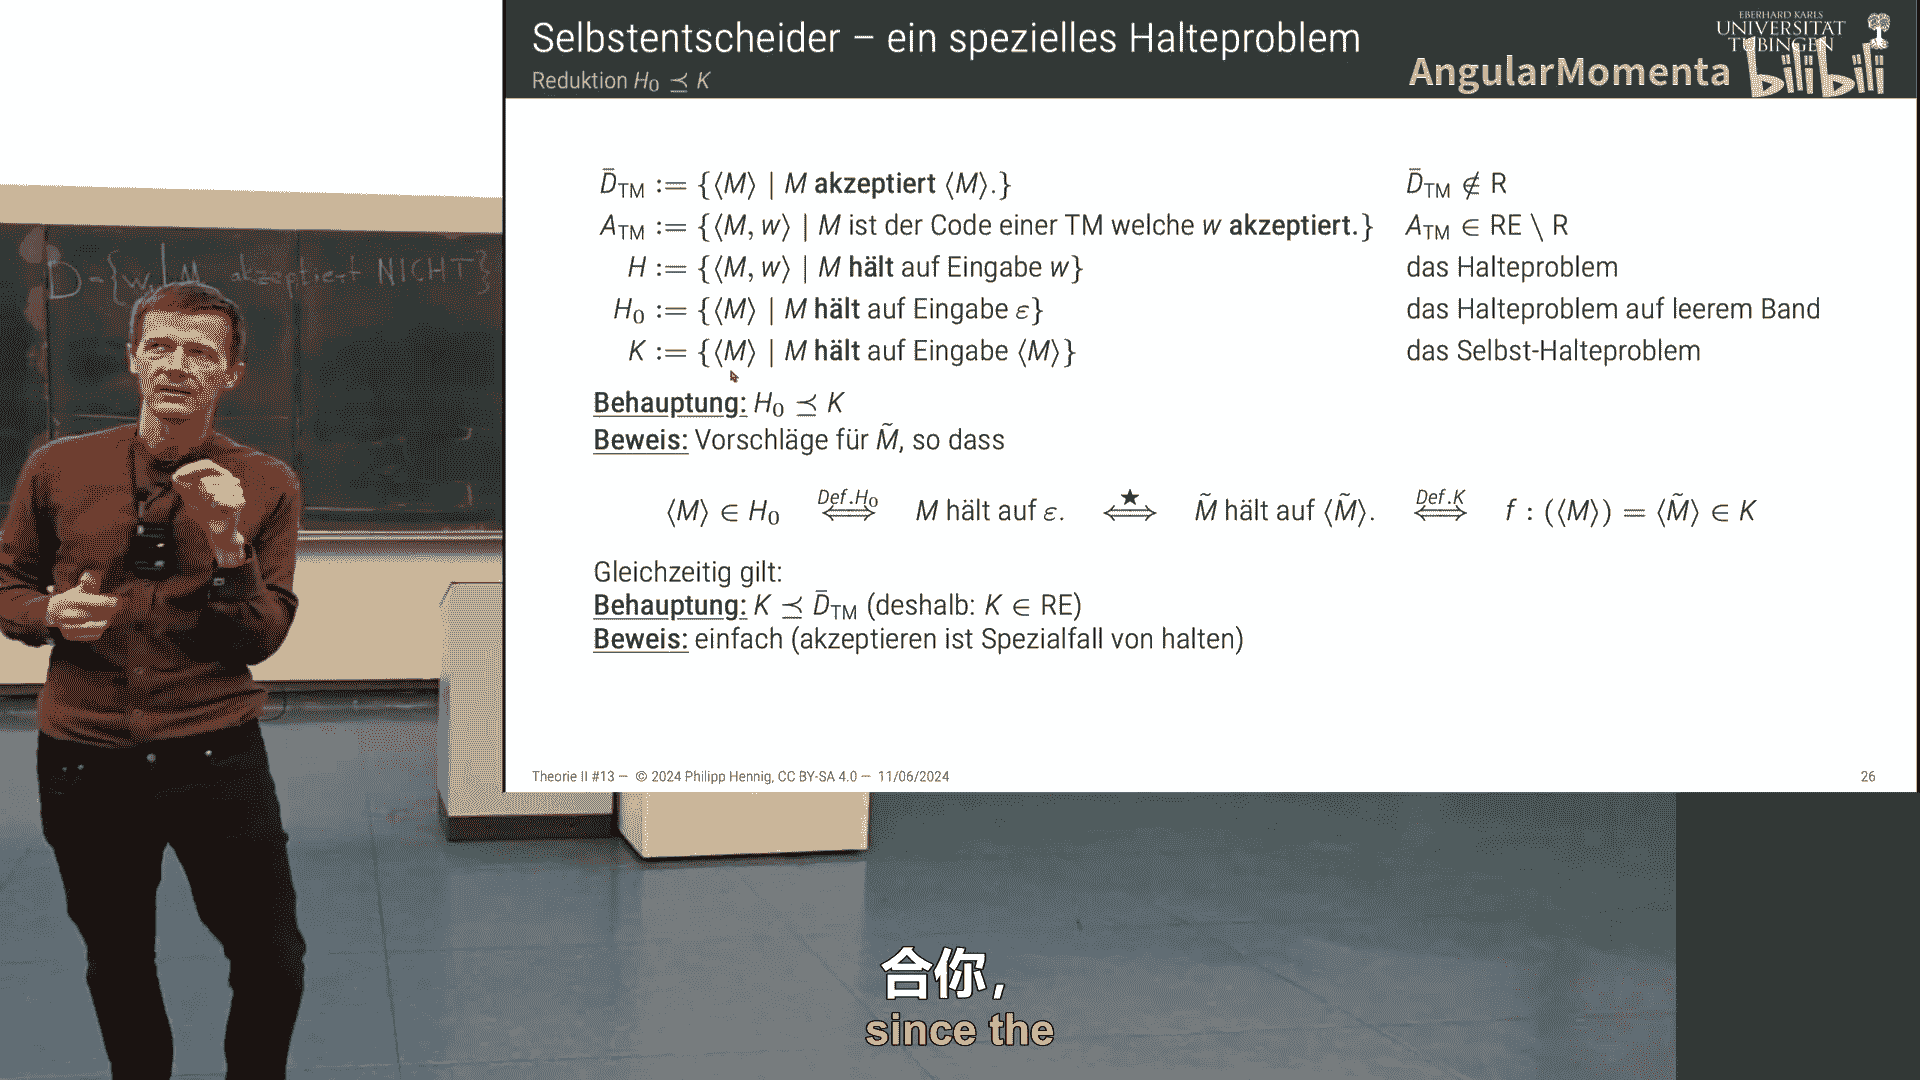 Selbstentscheider – ein spezielles Halteproblem
Reduktion H₀ ⪯ K
EBERHARD KARLS
UNIVERSITÄT
TÜBINGEN
AngularMomenta bilibili
D̄_TM := {⟨M⟩ | M akzeptiert ⟨M⟩.} D̄_TM ∉ R
A_TM := {⟨M, w⟩ | M ist der Code einer TM welche w akzeptiert.} A_TM ∈ RE \ R
H := {⟨M, w⟩ | M hält auf Eingabe w} das Halteproblem
H₀ := {⟨M⟩ | M hält auf Eingabe ε} das Halteproblem auf leerem Band
K := {⟨M⟩ | M hält auf Eingabe ⟨M⟩} das Selbst-Halteproblem
Behauptung: H₀ ⪯ K
Beweis: Vorschläge für M̃, so dass
⟨M⟩ ∈ H₀ ⟺ (Def.H₀) M hält auf ε. ⟺ (★) M̃ hält auf ⟨M̃⟩. ⟺ (Def.K) f : (⟨M⟩) = ⟨M̃⟩ ∈ K
Gleichzeitig gilt:
Behauptung: K ⪯ D̄_TM (deshalb: K ∈ RE)
Beweis: einfach (akzeptieren ist Spezialfall von halten)
Theorie II #13 — © 2024 Philipp Hennig, CC BY-SA 4.0 — 11/06/2024 26
D={w | M akzeptiert NICHT}
合你，
since the